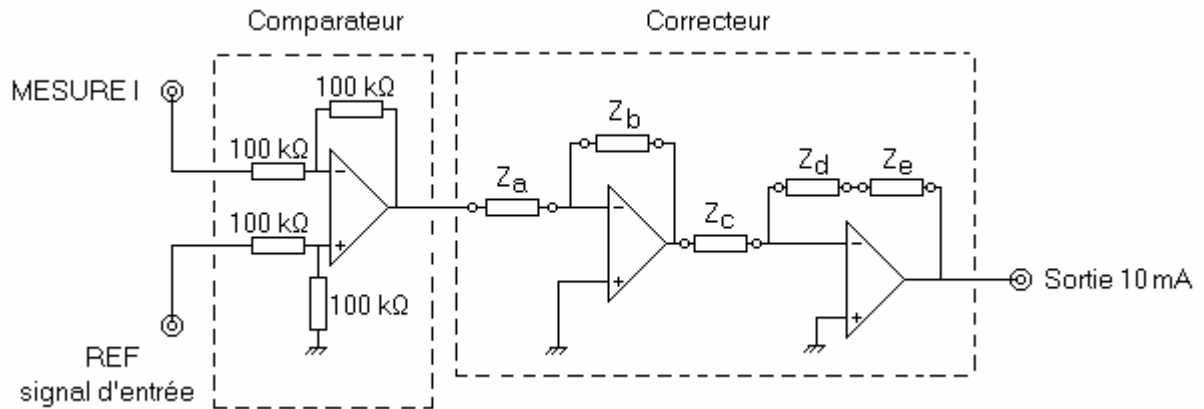 Comparateur
Correcteur
MESURE I
100 kΩ
100 kΩ
100 kΩ
100 kΩ
REF
signal d'entrée
Za
Zb
Zc
Zd
Ze
Sortie 10 mA
−
+
−
+
−
+